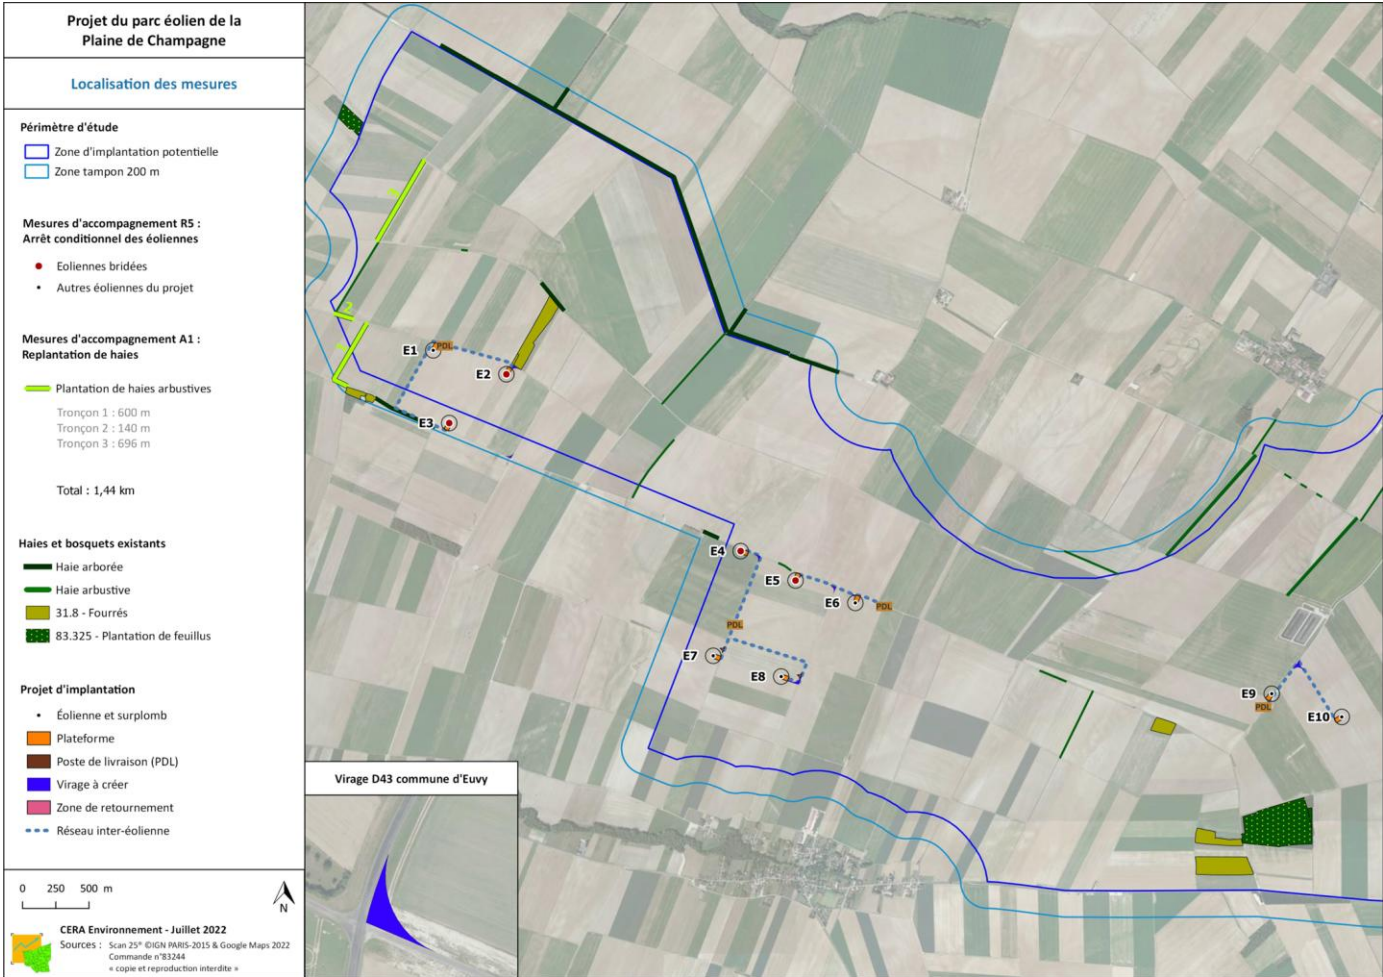 Projet du parc éolien de la
Plaine de Champagne
Localisation des mesures
Périmètre d'étude
Zone d'implantation potentielle
Zone tampon 200 m
Mesures d'accompagnement R5 :
Arrêt conditionnel des éoliennes
Eoliennes bridées
Autres éoliennes du projet
Mesures d'accompagnement A1 :
Replantation de haies
Plantation de haies arbustives
Tronçon 1 : 600 m
Tronçon 2 : 140 m
Tronçon 3 : 696 m
Total : 1,44 km
Haies et bosquets existants
Haie arborée
Haie arbustive
31.8 - Fourrés
83.325 - Plantation de feuillus
Projet d'implantation
Éolienne et surplomb
Plateforme
Poste de livraison (PDL)
Virage à créer
Zone de retournement
Réseau inter-éolienne
0 250 500 m
N
CERA Environnement - Juillet 2022
Sources : Scan 25® ©IGN PARIS-2015 & Google Maps 2022
Commande n°83244
« copie et reproduction interdite »
2
E1
PDL
E2
E3
E4
E5
E6
PDL
PDL
E7
E8
E9
PDL
E10
Virage D43 commune d'Euvy